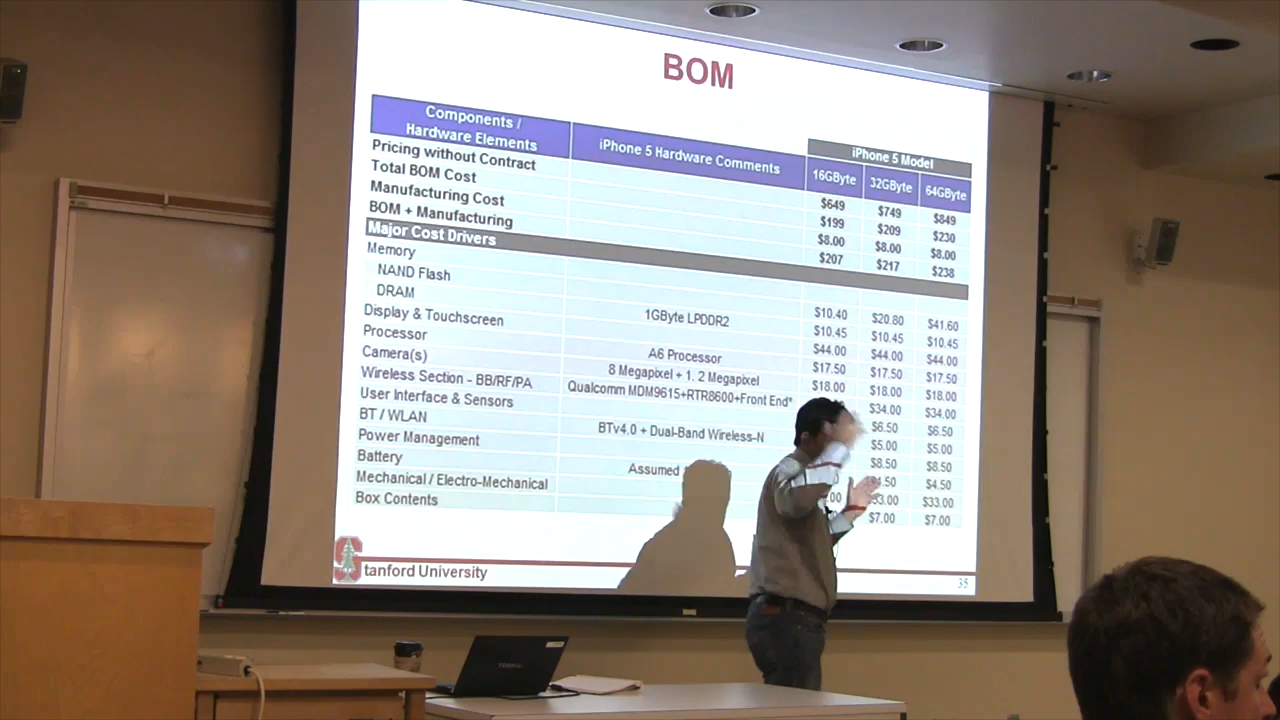 BOM
Components / Hardware Elements iPhone 5 Hardware Comments iPhone 5 Model
16GByte 32GByte 64GByte
Pricing without Contract $649 $749 $849
Total BOM Cost $199 $209 $230
Manufacturing Cost $8.00 $8.00 $8.00
BOM + Manufacturing $207 $217 $238
Major Cost Drivers
Memory
NAND Flash $10.40 $20.80 $41.60
DRAM 1GByte LPDDR2 $10.45 $10.45 $10.45
Display & Touchscreen $44.00 $44.00 $44.00
Processor A6 Processor $17.50 $17.50 $17.50
Camera(s) 8 Megapixel + 1. 2 Megapixel $18.00 $18.00 $18.00
Wireless Section - BB/RF/PA Qualcomm MDM9615+RTR8600+Front End* $34.00 $34.00
User Interface & Sensors $6.50 $6.50
BT / WLAN BTv4.0 + Dual-Band Wireless-N $5.00 $5.00
Power Management $8.50 $8.50
Battery Assumed $4.50
Mechanical / Electro-Mechanical $33.00
Box Contents $7.00 $7.00
Stanford University
35